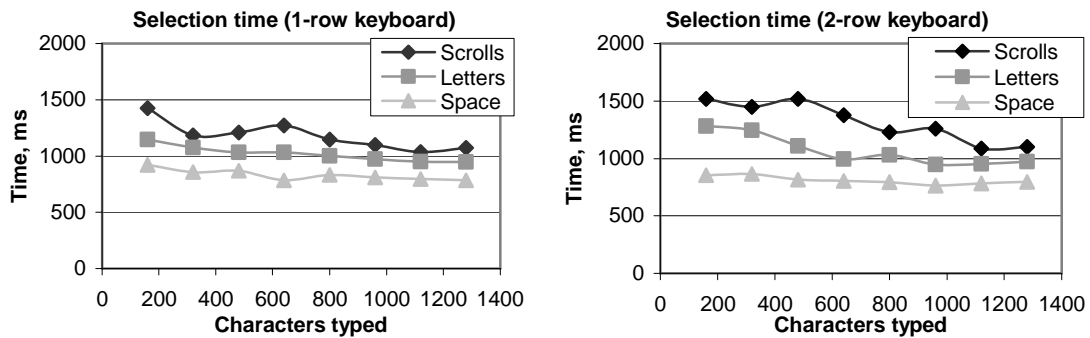 Selection time (1-row keyboard)
2000
1500
1000
500
0
Time, ms
Scrolls
Letters
Space
0 200 400 600 800 1000 1200 1400
Characters typed
Selection time (2-row keyboard)
2000
1500
1000
500
0
Time, ms
Scrolls
Letters
Space
0 200 400 600 800 1000 1200 1400
Characters typed